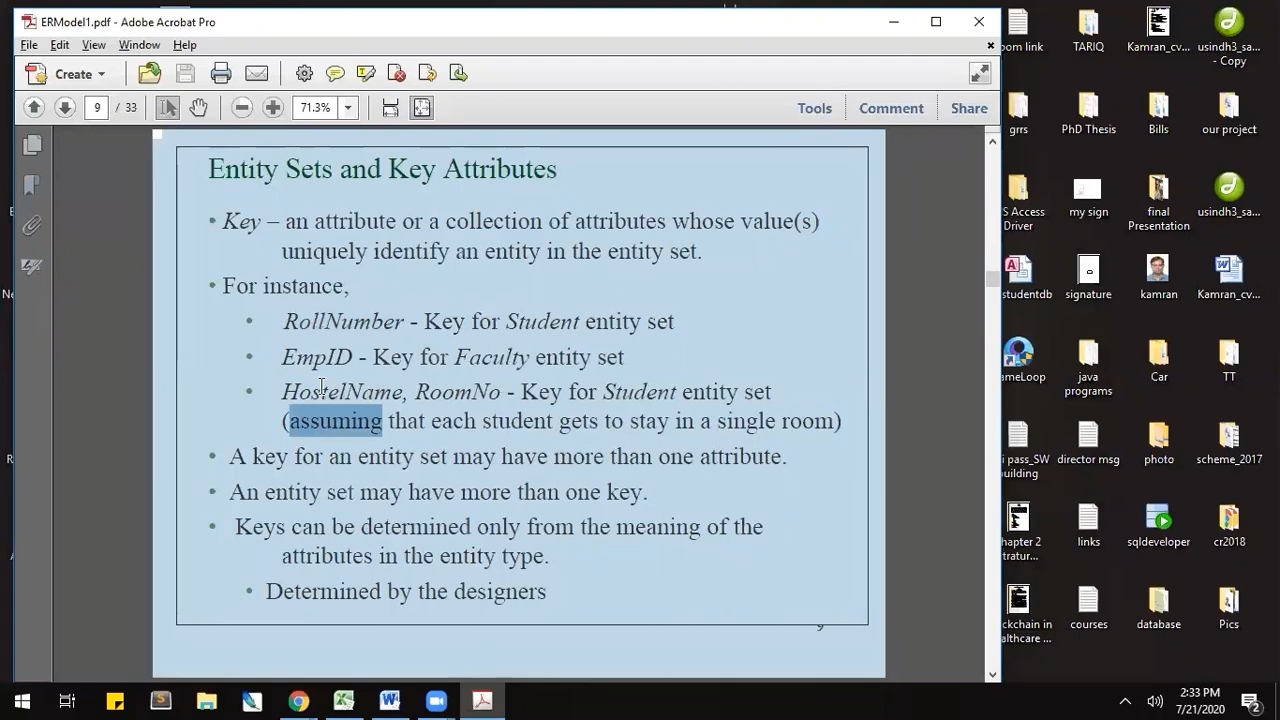 ERModel1.pdf - Adobe Acrobat Pro
File Edit View Window Help
Create
9 / 33 71.3% Tools Comment Share
Entity Sets and Key Attributes
• Key – an attribute or a collection of attributes whose value(s)
uniquely identify an entity in the entity set.
• For instance,
• RollNumber - Key for Student entity set
• EmpID - Key for Faculty entity set
• HostelName, RoomNo - Key for Student entity set
(assuming that each student gets to stay in a single room)
• A key for an entity set may have more than one attribute.
• An entity set may have more than one key.
• Keys can be determined only from the meaning of the
attributes in the entity type.
• Determined by the designers
9
oom link TARIQ Kamran_cv... usindh3_sa...
- Copy
grrs PhD Thesis Bills our project
S Access my sign final usindh3_sa...
Driver Presentation
studentdb signature kamran Kamran_cv...
ameLoop java Car TT
programs
i pass_SW director msg photo scheme_2017
building
hapter 2 links sqldeveloper cr2018
tratur...
ckchain in courses database Pics
ealthcare ...
2:33 PM
7/21/2020
2